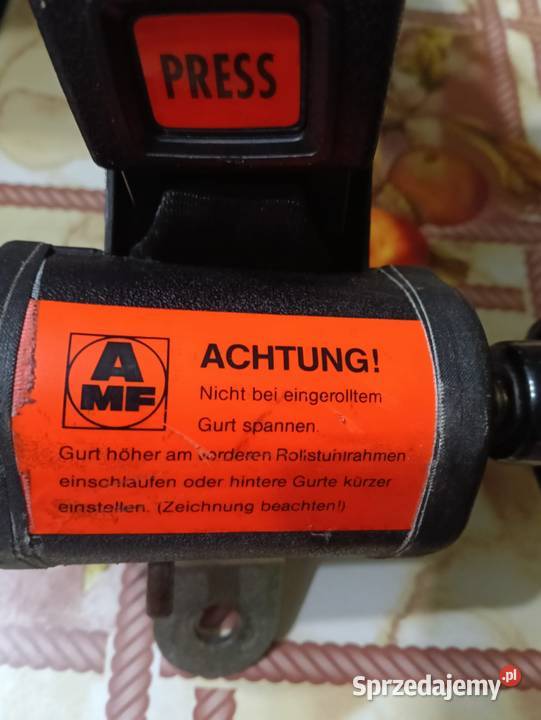 PRESS
A
MF
ACHTUNG!
Nicht bei eingerolltem
Gurt spannen.
Gurt höher am vorderen Rollstuhlrahmen
einschlaufen oder hintere Gurte kürzer
einstellen. (Zeichnung beachten!)
Sprzedajemy.pl